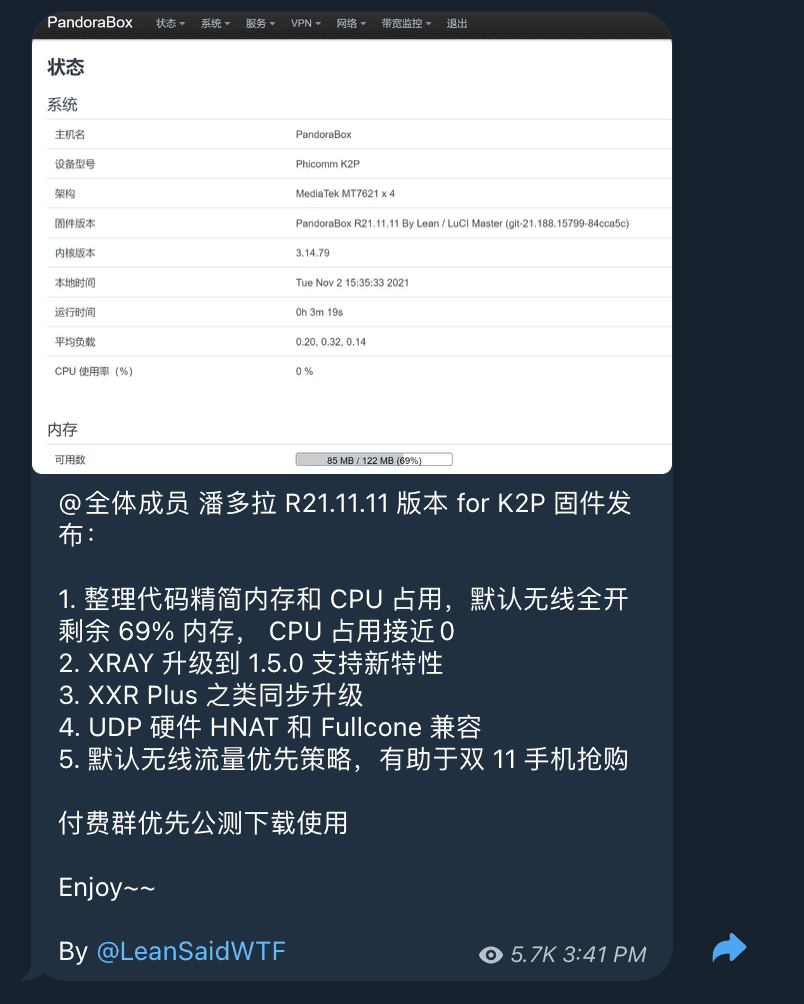 PandoraBox 状态 系统 服务 VPN 网络 带宽监控 退出
状态
系统
主机名 PandoraBox
设备型号 Phicomm K2P
架构 MediaTek MT7621 x 4
固件版本 PandoraBox R21.11.11 By Lean / LuCI Master (git-21.188.15799-84cca5c)
内核版本 3.14.79
本地时间 Tue Nov 2 15:35:33 2021
运行时间 0h 3m 19s
平均负载 0.20, 0.32, 0.14
CPU 使用率（%） 0 %
内存
可用数 85 MB / 122 MB (69%)
@全体成员 潘多拉 R21.11.11 版本 for K2P 固件发
布：
1. 整理代码精简内存和 CPU 占用，默认无线全开
剩余 69% 内存， CPU 占用接近0
2. XRAY 升级到 1.5.0 支持新特性
3. XXR Plus 之类同步升级
4. UDP 硬件 HNAT 和 Fullcone 兼容
5. 默认无线流量优先策略，有助于双 11 手机抢购
付费群优先公测下载使用
Enjoy~~
By @LeanSaidWTF 5.7K 3:41 PM